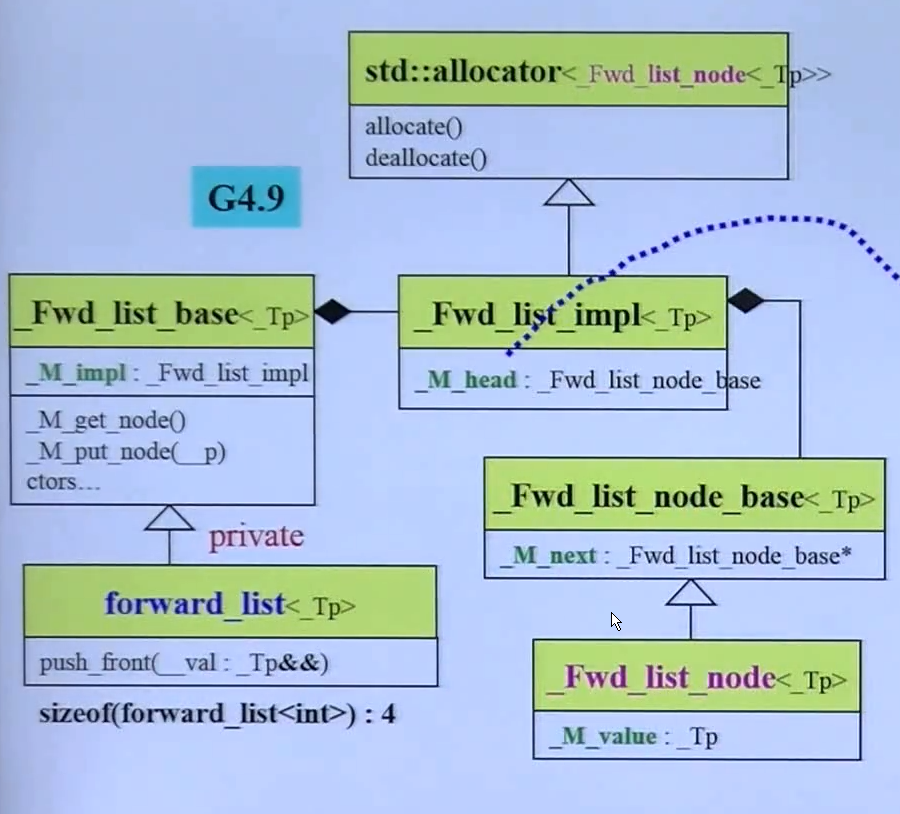 std::allocator<_Fwd_list_node<_Tp>>
allocate()
deallocate()
G4.9
_Fwd_list_base<_Tp>
_M_impl : _Fwd_list_impl
_M_get_node()
_M_put_node(__p)
ctors...
_Fwd_list_impl<_Tp>
_M_head : _Fwd_list_node_base
_Fwd_list_node_base<_Tp>
_M_next : _Fwd_list_node_base*
private
forward_list<_Tp>
push_front(__val : _Tp&&)
sizeof(forward_list<int>) : 4
_Fwd_list_node<_Tp>
_M_value : _Tp